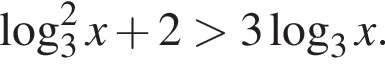 log₃² x + 2 > 3 log₃ x.